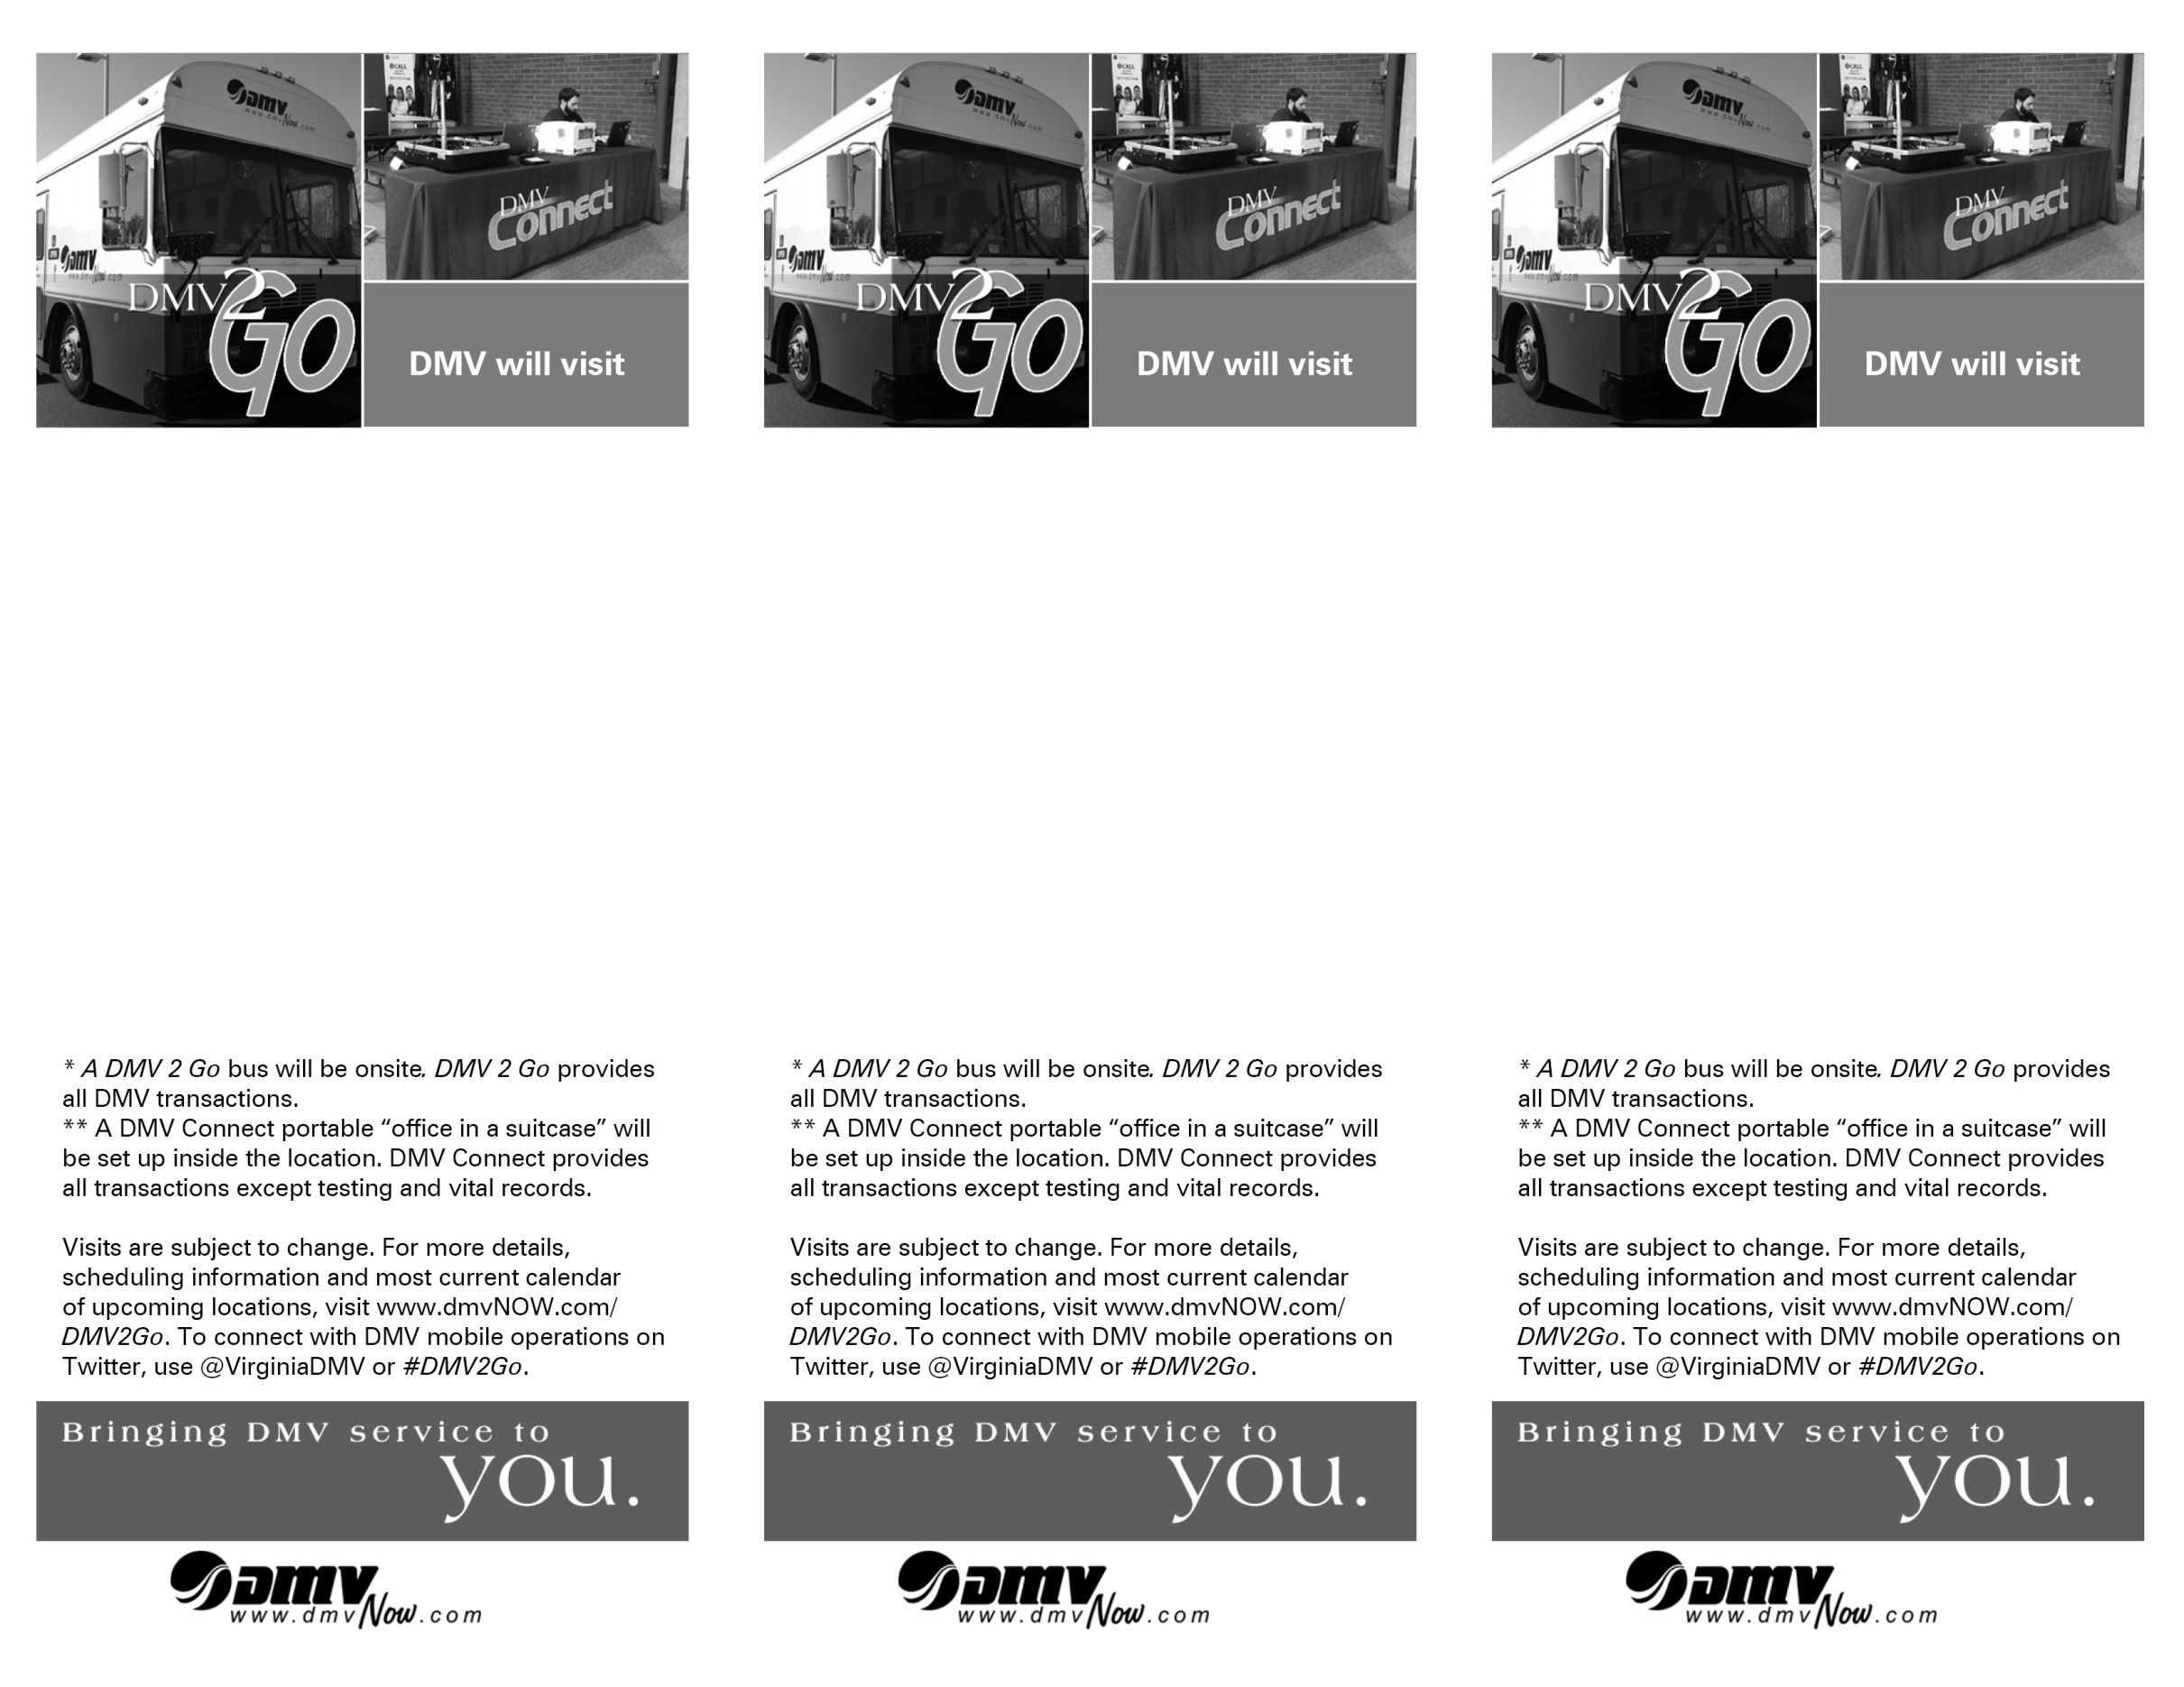 DMV
www.dmvNow.com
CALL
DMV
Connect
DMV
www.dmvNow.com
DMV2Go
DMV will visit
* A DMV 2 Go bus will be onsite. DMV 2 Go provides
all DMV transactions.
** A DMV Connect portable “office in a suitcase” will
be set up inside the location. DMV Connect provides
all transactions except testing and vital records.
Visits are subject to change. For more details,
scheduling information and most current calendar
of upcoming locations, visit www.dmvNOW.com/
DMV2Go. To connect with DMV mobile operations on
Twitter, use @VirginiaDMV or #DMV2Go.
Bringing DMV service to
you.
DMV
www.dmvNow.com
DMV
www.dmvNow.com
CALL
DMV
Connect
DMV
www.dmvNow.com
DMV2Go
DMV will visit
* A DMV 2 Go bus will be onsite. DMV 2 Go provides
all DMV transactions.
** A DMV Connect portable “office in a suitcase” will
be set up inside the location. DMV Connect provides
all transactions except testing and vital records.
Visits are subject to change. For more details,
scheduling information and most current calendar
of upcoming locations, visit www.dmvNOW.com/
DMV2Go. To connect with DMV mobile operations on
Twitter, use @VirginiaDMV or #DMV2Go.
Bringing DMV service to
you.
DMV
www.dmvNow.com
DMV
www.dmvNow.com
CALL
DMV
Connect
DMV
www.dmvNow.com
DMV2Go
DMV will visit
* A DMV 2 Go bus will be onsite. DMV 2 Go provides
all DMV transactions.
** A DMV Connect portable “office in a suitcase” will
be set up inside the location. DMV Connect provides
all transactions except testing and vital records.
Visits are subject to change. For more details,
scheduling information and most current calendar
of upcoming locations, visit www.dmvNOW.com/
DMV2Go. To connect with DMV mobile operations on
Twitter, use @VirginiaDMV or #DMV2Go.
Bringing DMV service to
you.
DMV
www.dmvNow.com